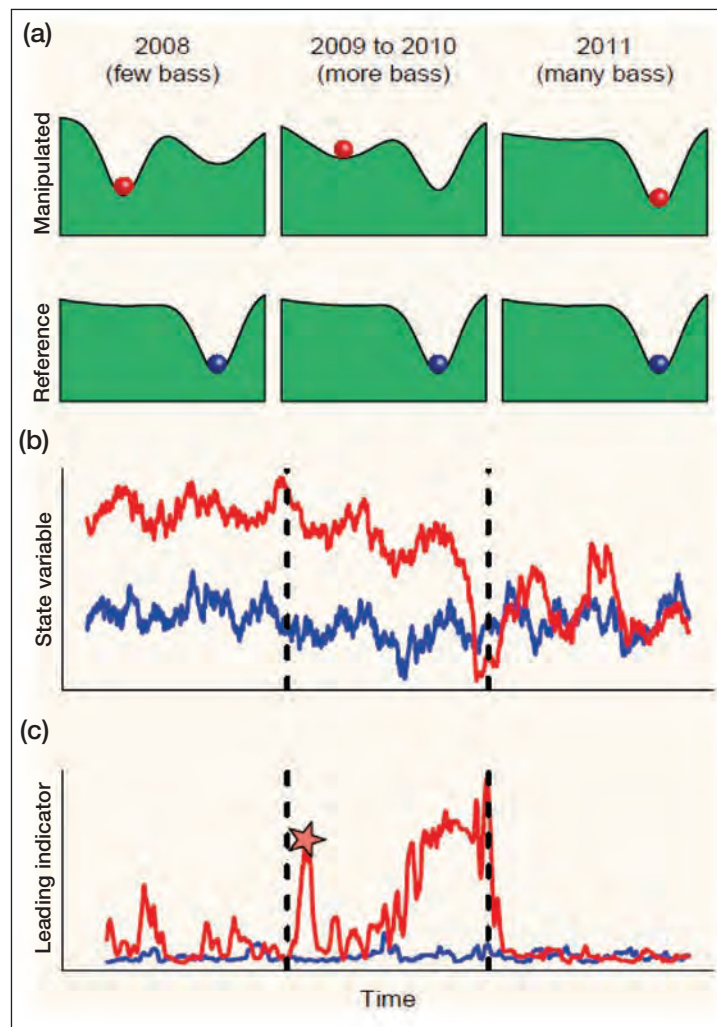 (a)
2008
(few bass)
2009 to 2010
(more bass)
2011
(many bass)
Manipulated
Reference
(b)
State variable
(c)
Leading indicator
Time